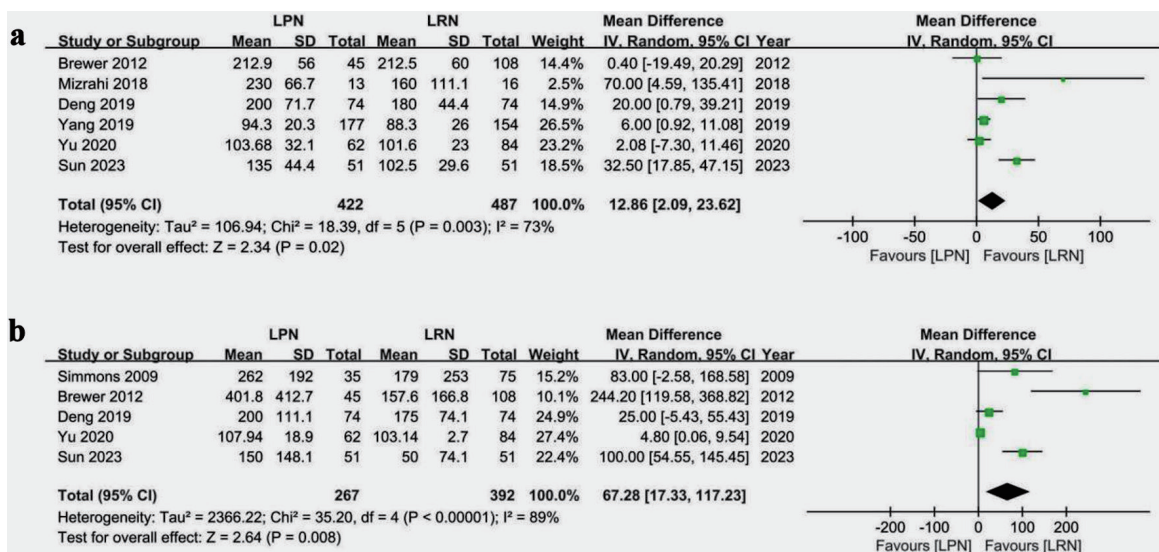 a
LPN LRN Mean Difference Mean Difference
Study or Subgroup Mean SD Total Mean SD Total Weight IV, Random, 95% CI Year IV, Random, 95% CI
Brewer 2012 212.9 56 45 212.5 60 108 14.4% 0.40 [-19.49, 20.29] 2012
Mizrahi 2018 230 66.7 13 160 111.1 16 2.5% 70.00 [4.59, 135.41] 2018
Deng 2019 200 71.7 74 180 44.4 74 14.9% 20.00 [0.79, 39.21] 2019
Yang 2019 94.3 20.3 177 88.3 26 154 26.5% 6.00 [0.92, 11.08] 2019
Yu 2020 103.68 32.1 62 101.6 23 84 23.2% 2.08 [-7.30, 11.46] 2020
Sun 2023 135 44.4 51 102.5 29.6 51 18.5% 32.50 [17.85, 47.15] 2023
Total (95% CI) 422 487 100.0% 12.86 [2.09, 23.62]
Heterogeneity: Tau² = 106.94; Chi² = 18.39, df = 5 (P = 0.003); I² = 73%
Test for overall effect: Z = 2.34 (P = 0.02)
-100 -50 0 50 100
Favours [LPN] Favours [LRN]
b
LPN LRN Mean Difference Mean Difference
Study or Subgroup Mean SD Total Mean SD Total Weight IV, Random, 95% CI Year IV, Random, 95% CI
Simmons 2009 262 192 35 179 253 75 15.2% 83.00 [-2.58, 168.58] 2009
Brewer 2012 401.8 412.7 45 157.6 166.8 108 10.1% 244.20 [119.58, 368.82] 2012
Deng 2019 200 111.1 74 175 74.1 74 24.9% 25.00 [-5.43, 55.43] 2019
Yu 2020 107.94 18.9 62 103.14 2.7 84 27.4% 4.80 [0.06, 9.54] 2020
Sun 2023 150 148.1 51 50 74.1 51 22.4% 100.00 [54.55, 145.45] 2023
Total (95% CI) 267 392 100.0% 67.28 [17.33, 117.23]
Heterogeneity: Tau² = 2366.22; Chi² = 35.20, df = 4 (P < 0.00001); I² = 89%
Test for overall effect: Z = 2.64 (P = 0.008)
-200 -100 0 100 200
Favours [LPN] Favours [LRN]